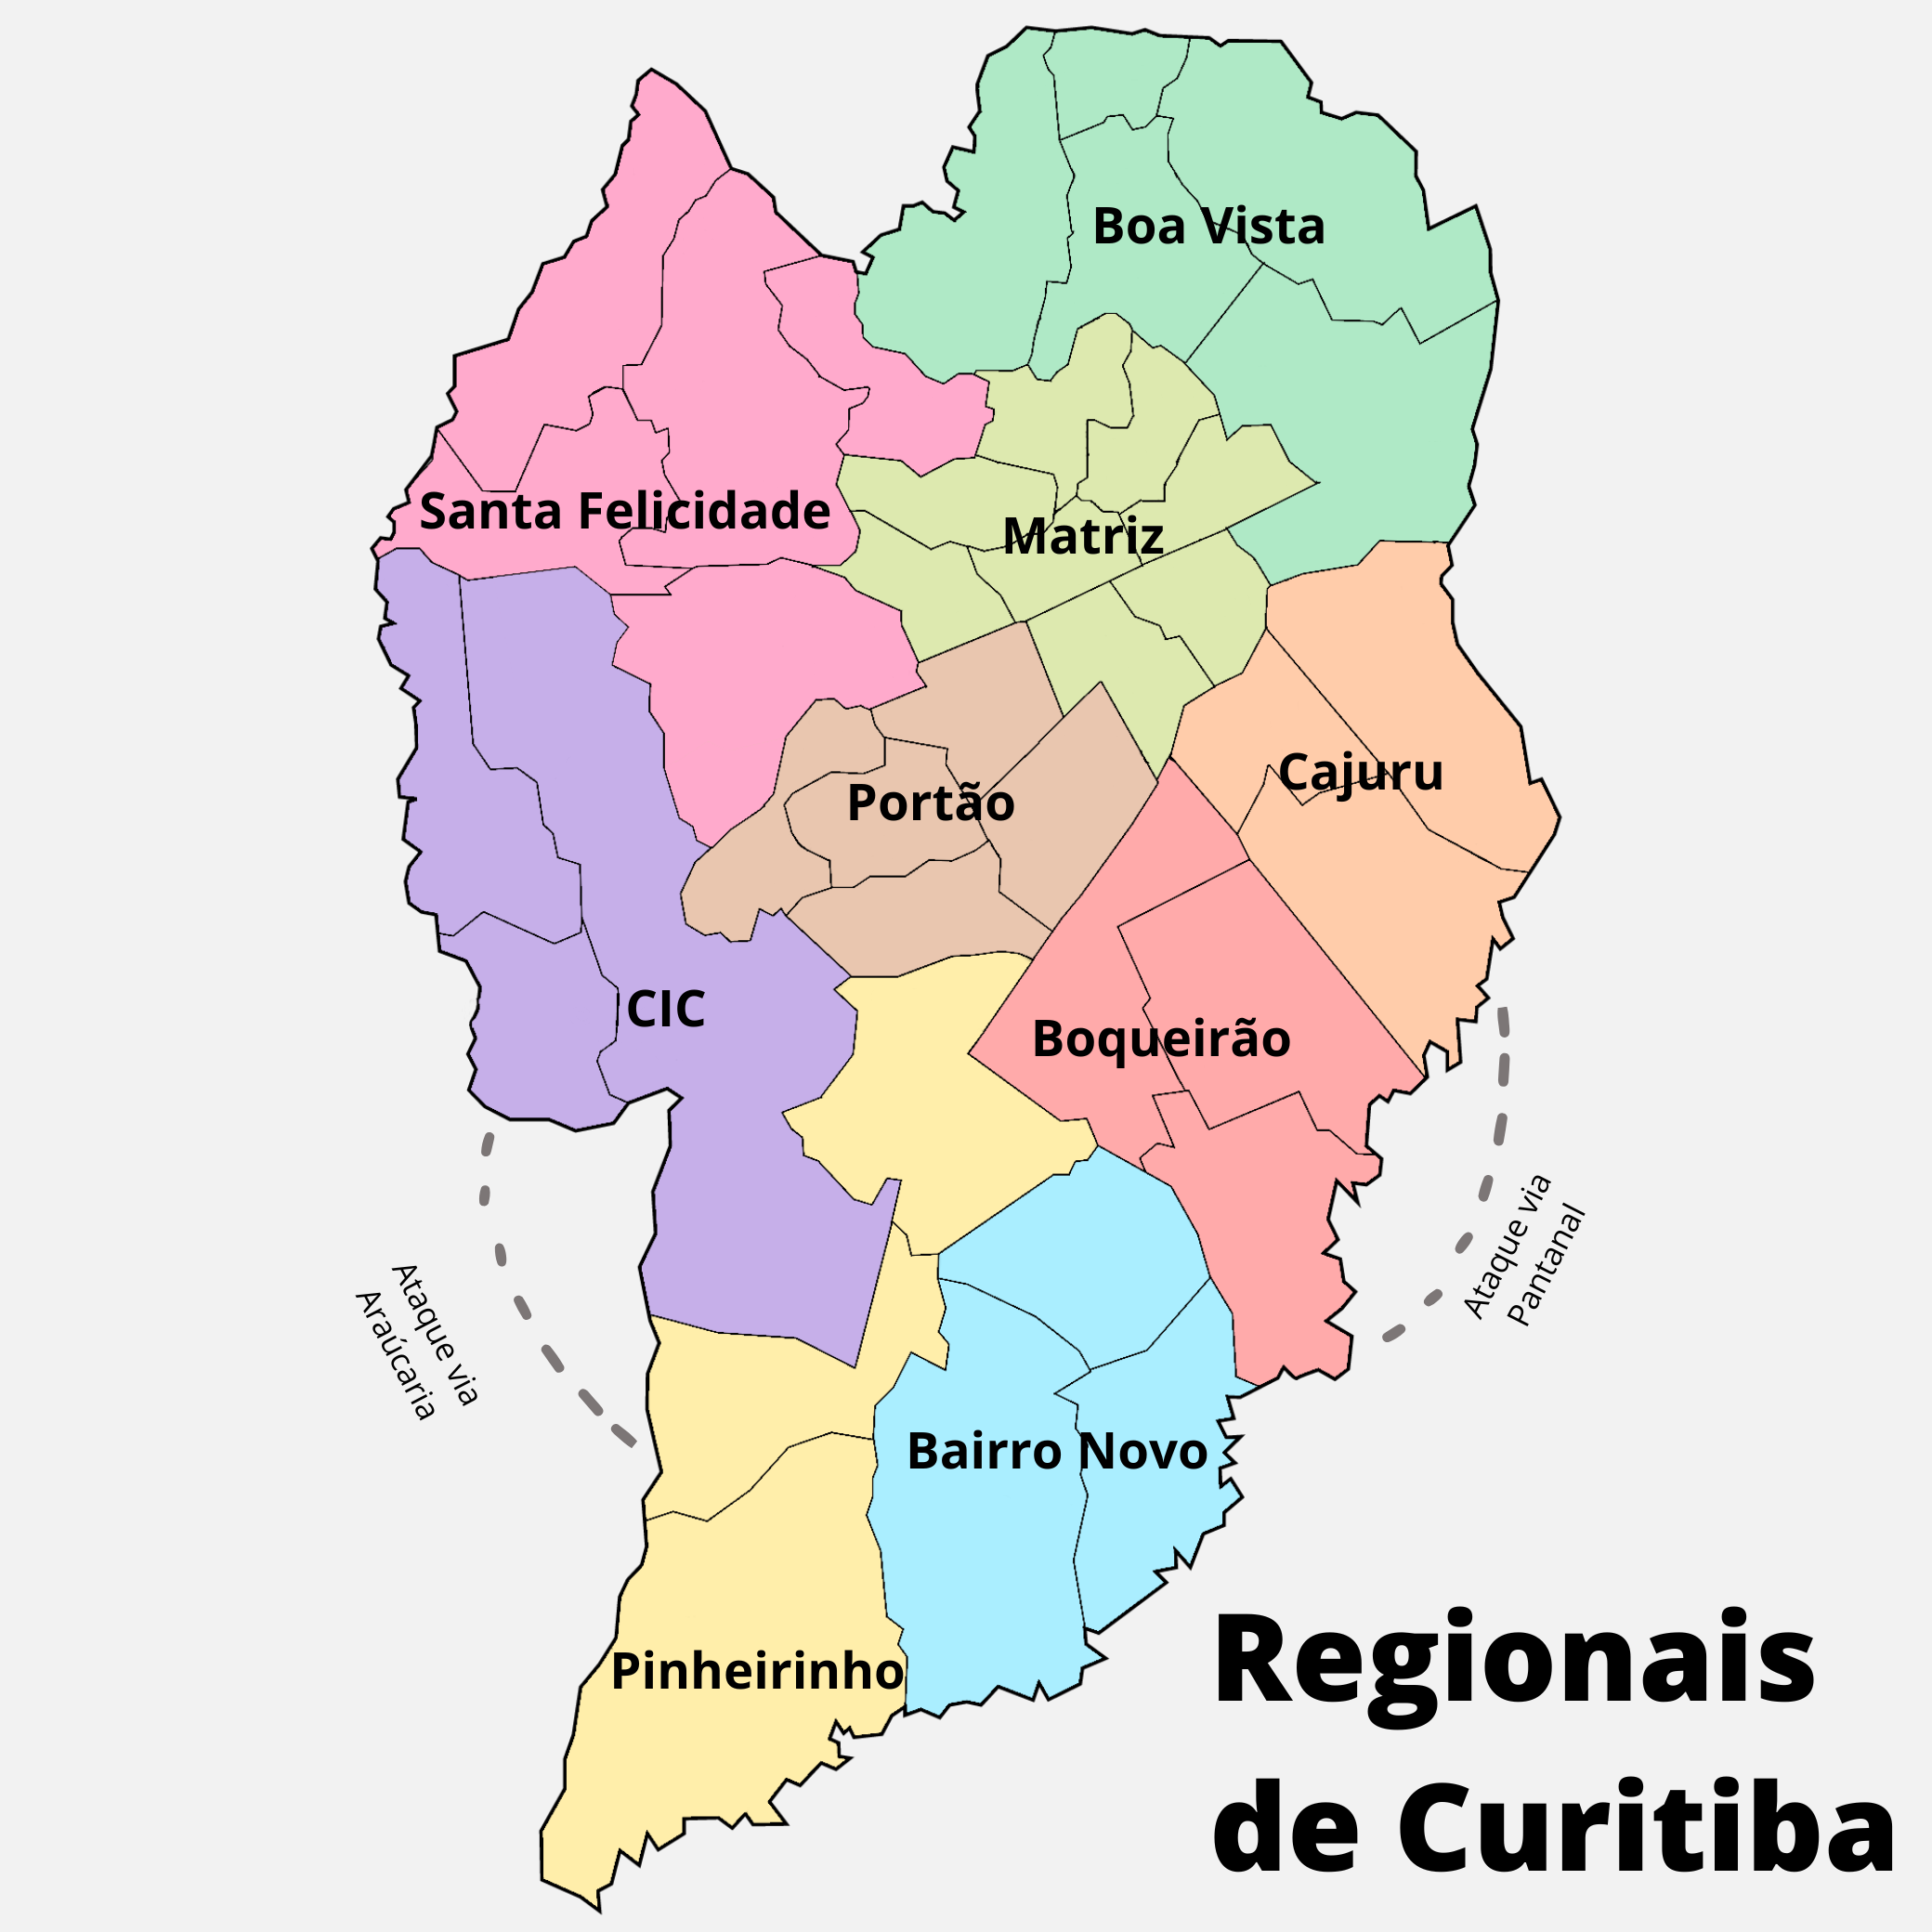 Boa Vista
Santa Felicidade
Matriz
Cajuru
Portão
CIC
Boqueirão
Ataque via
Pantanal
Ataque via
Araúcaria
Bairro Novo
Pinheirinho
Regionais
de Curitiba